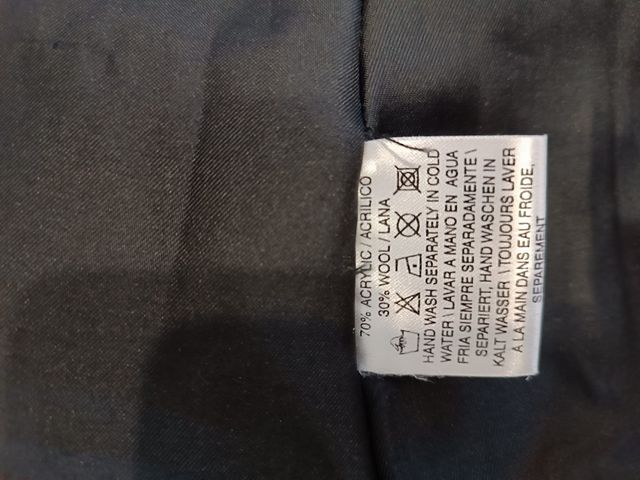 70% ACRYLIC / ACRILICO
30% WOOL / LANA
HAND WASH SEPARATELY IN COLD
WATER \ LAVAR A MANO EN AGUA
FRIA SIEMPRE SEPARADAMENTE \
SEPARIERT, HAND WASCHEN IN
KALT WASSER \ TOUJOURS LAVER
A LA MAIN DANS EAU FROIDE,
SEPAREMENT